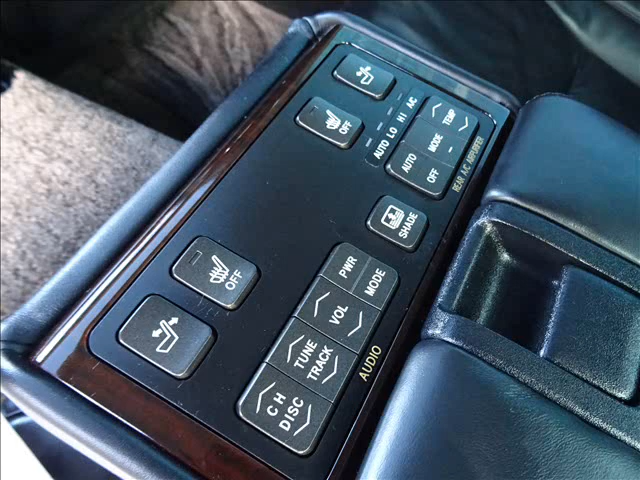 OFF
AUTO LO HI AC
TEMP
AUTO MODE
OFF
REAR A/C AIRPURIFIER
SHADE
OFF
PWR MODE
VOL
TUNE
TRACK
CH
DISC
AUDIO